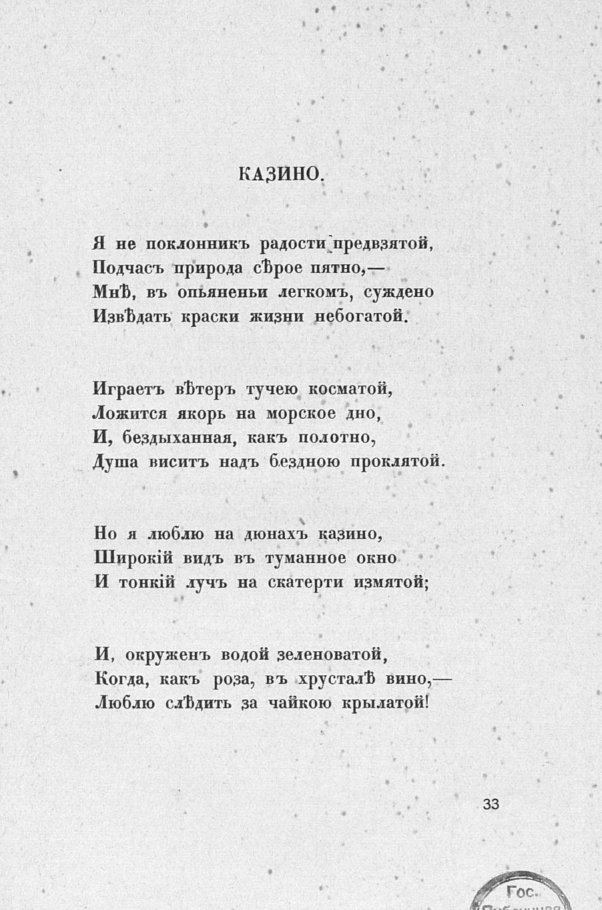 КАЗИНО.
Я не поклонникъ радости предвзятой,
Подчасъ природа сѣрое пятно,—
Мнѣ, въ опьяненьи легкомъ, суждено
Извѣдать краски жизни небогатой.
Играетъ вѣтеръ тучею косматой,
Ложится якорь на морское дно,
И, бездыханная, какъ полотно,
Душа виситъ надъ бездною проклятой.
Но я люблю на дюнахъ казино,
Широкій видъ въ туманное окно
И тонкій лучъ на скатерти измятой;
И, окруженъ водой зеленоватой,
Когда, какъ роза, въ хрусталѣ вино,—
Люблю слѣдить за чайкою крылатой!
33
Гос.